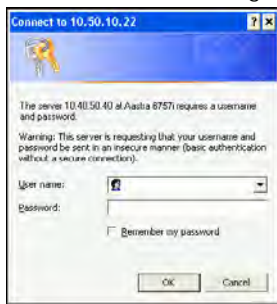 Connect to 10.50.10.22
The server 10.40.50.40 at Aastra 6757i requires a username
and password.
Warning: This server is requesting that your username and
password be sent in an insecure manner (basic authentication
without a secure connection).
User name:
Password:
Remember my password
OK
Cancel